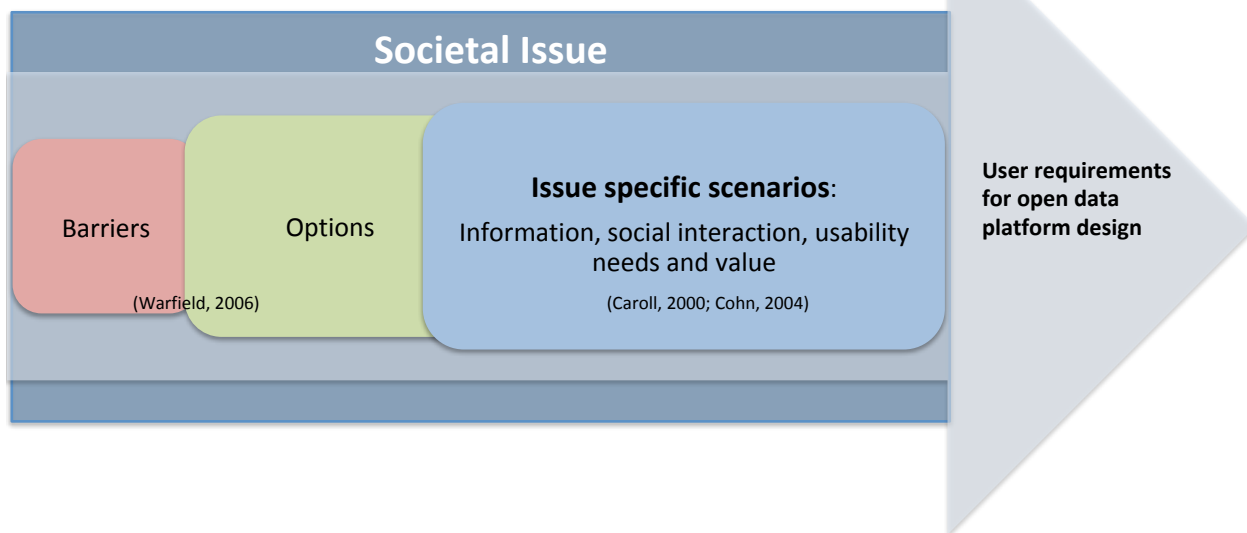 Societal Issue
Barriers
Options
(Warfield, 2006)
Issue specific scenarios:
Information, social interaction, usability
needs and value
(Caroll, 2000; Cohn, 2004)
User requirements
for open data
platform design